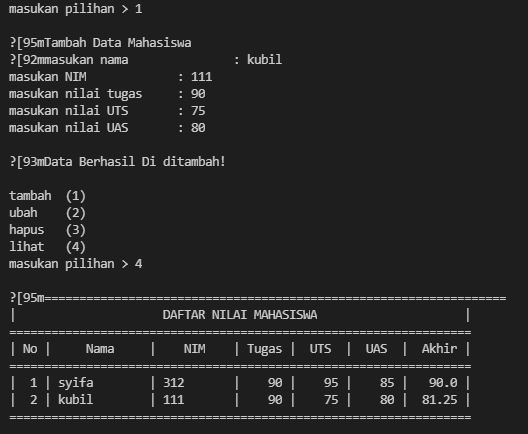 masukan pilihan > 1
?[95mTambah Data Mahasiswa
?[92mmasukan nama               : kubil
masukan NIM             : 111
masukan nilai tugas     : 90
masukan nilai UTS       : 75
masukan nilai UAS       : 80
?[93mData Berhasil Di ditambah!
tambah  (1)
ubah    (2)
hapus   (3)
lihat   (4)
masukan pilihan > 4
?[95m==================================================================
|                     DAFTAR NILAI MAHASISWA                     |
==================================================================
| No |     Nama     |    NIM    | Tugas |  UTS  |  UAS  |  Akhir |
==================================================================
|  1 | syifa        | 312       |    90 |    95 |    85 |   90.0 |
|  2 | kubil        | 111       |    90 |    75 |    80 |  81.25 |
==================================================================